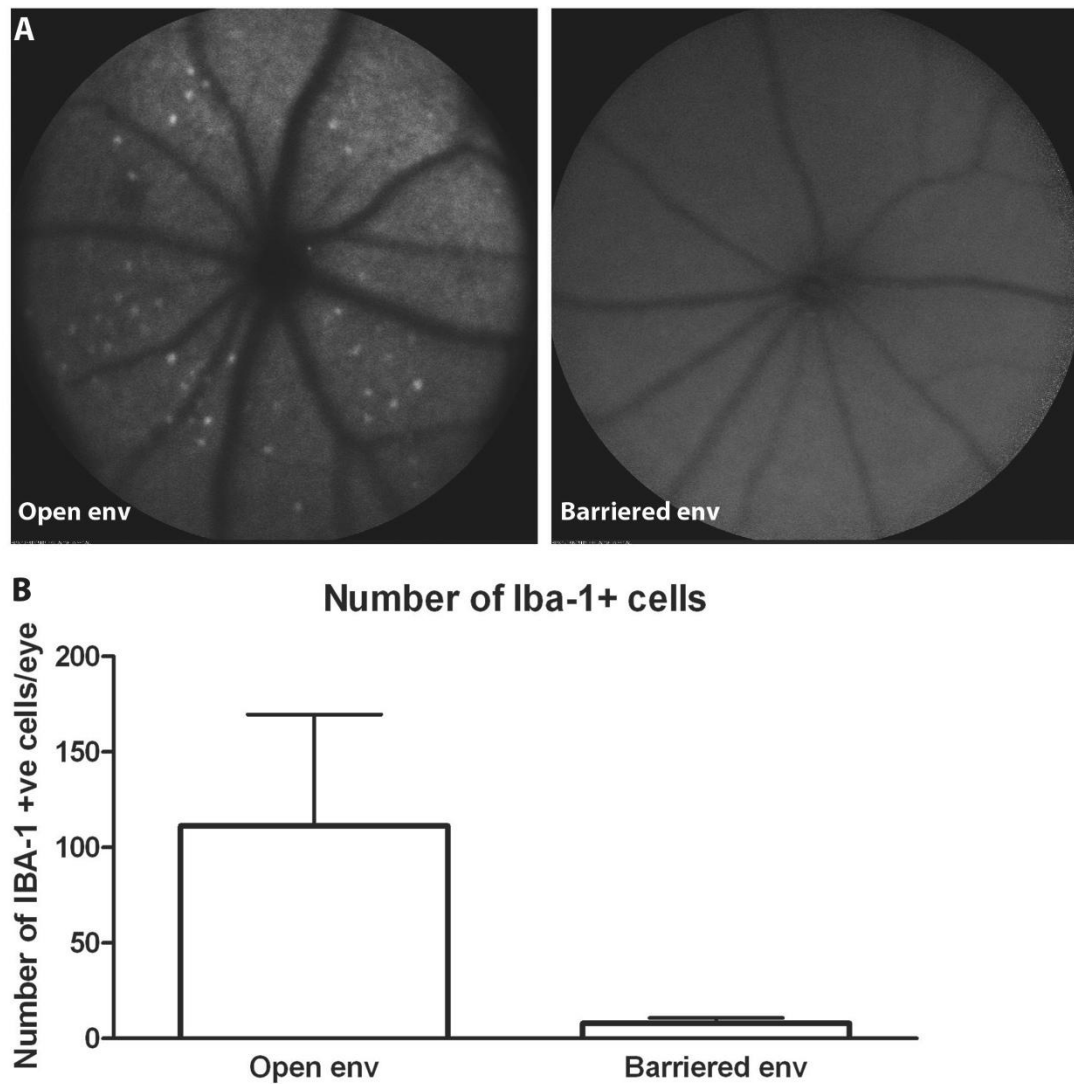 A
Open env
Barriered env
B
Number of Iba-1+ cells
Number of IBA-1 +ve cells/eye
200
150
100
50
0
Open env
Barriered env